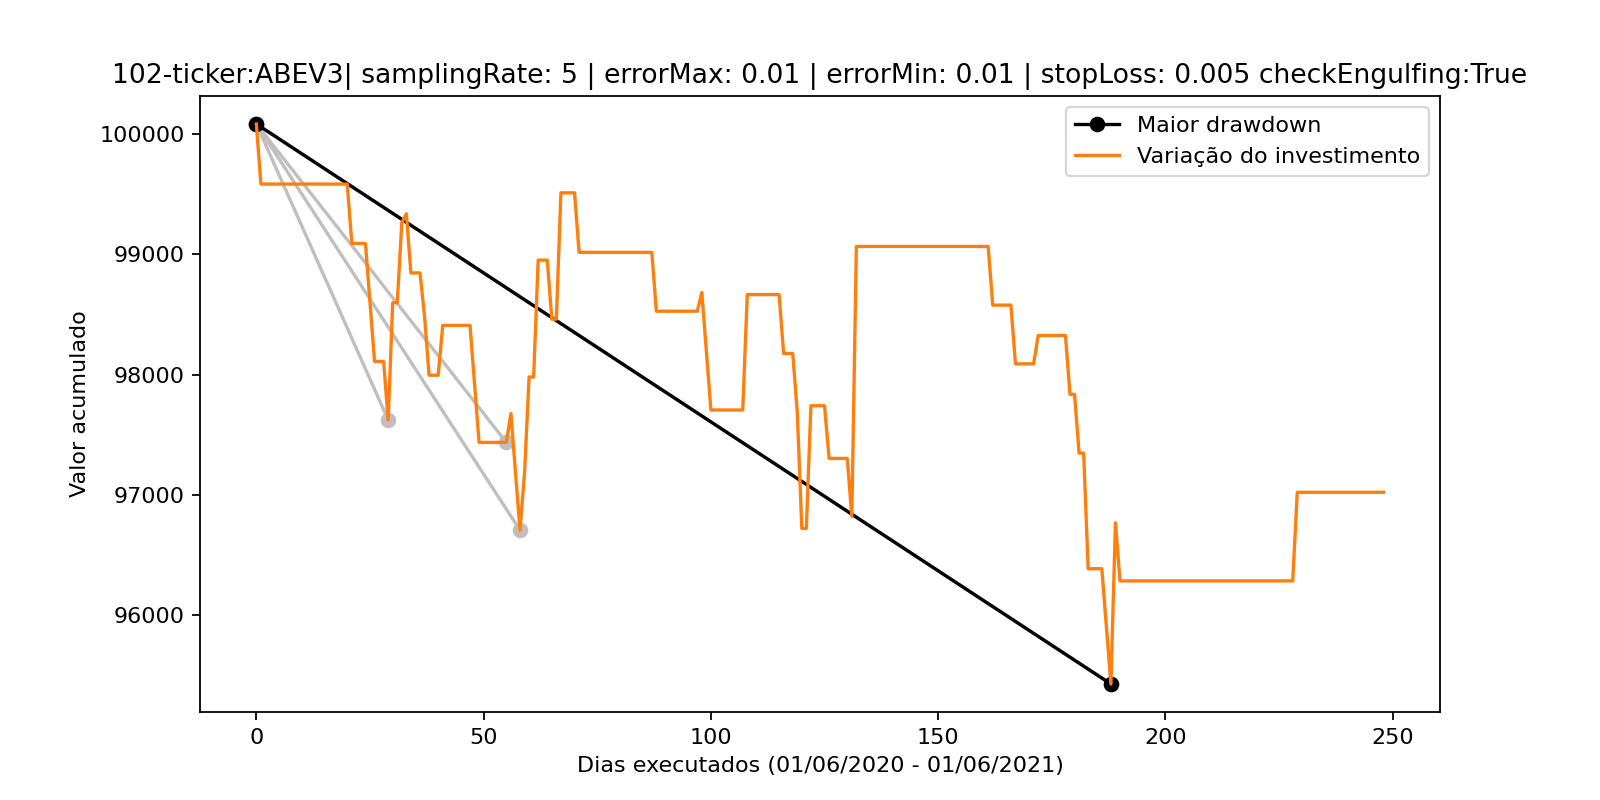 102-ticker:ABEV3| samplingRate: 5 | errorMax: 0.01 | errorMin: 0.01 | stopLoss: 0.005 checkEngulfing:True
Maior drawdown
Variação do investimento
Valor acumulado
100000
99000
98000
97000
96000
0
50
100
150
200
250
Dias executados (01/06/2020 - 01/06/2021)